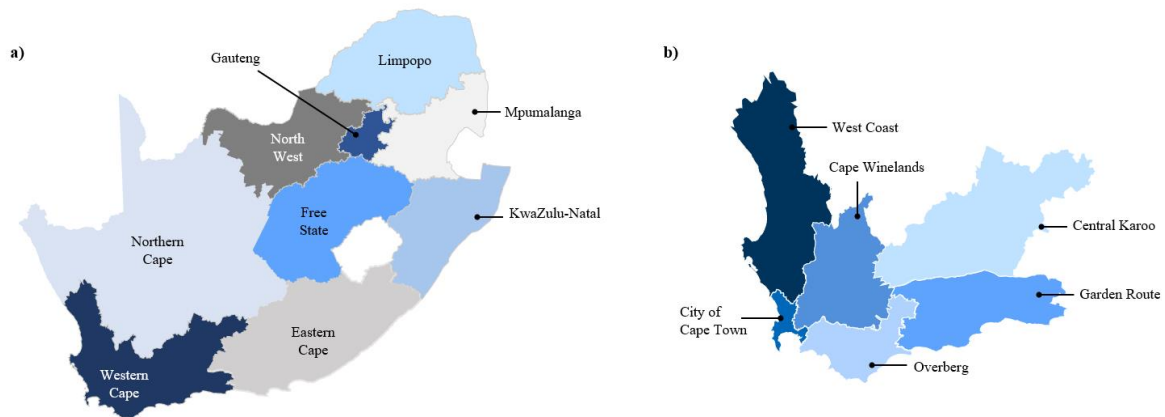 a)
Gauteng
Limpopo
Mpumalanga
North
West
KwaZulu-Natal
Free
State
Northern
Cape
Eastern
Cape
Western
Cape
b)
West Coast
Cape Winelands
Central Karoo
Garden Route
City of
Cape Town
Overberg